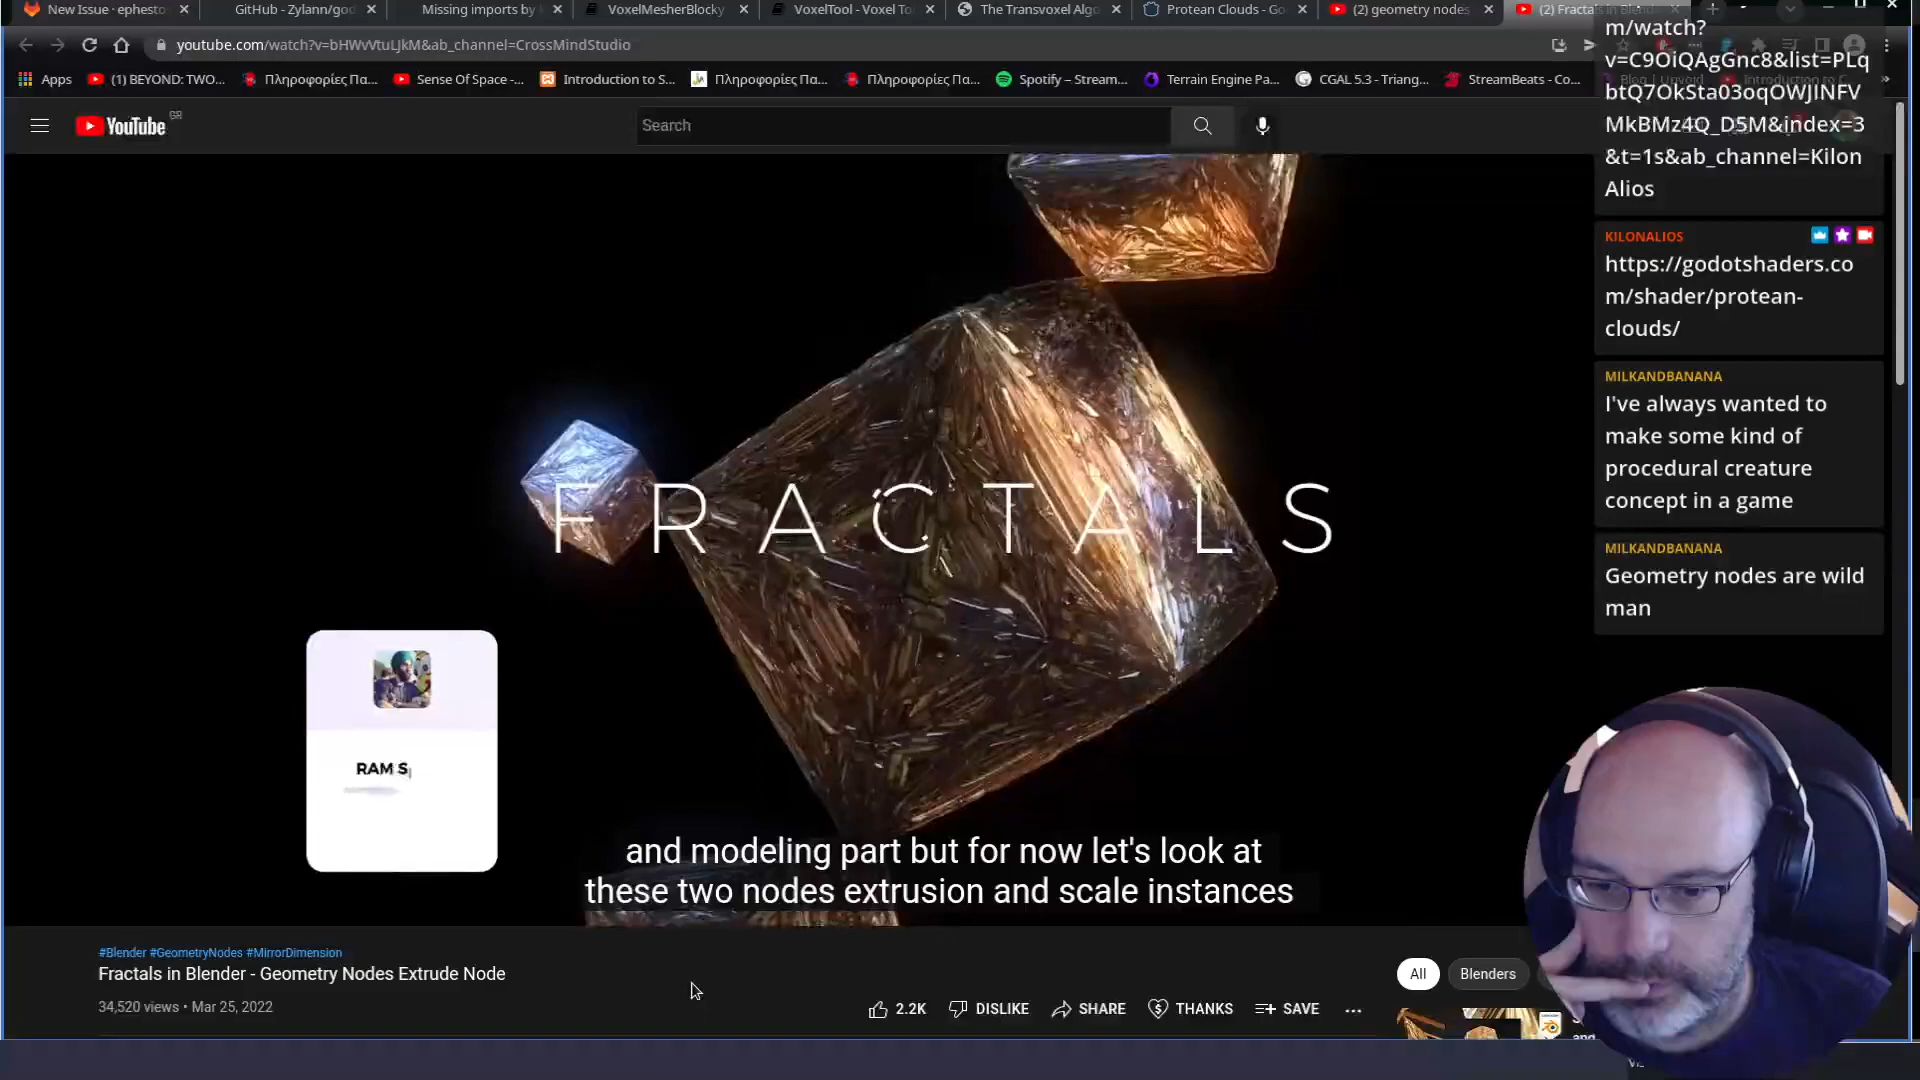 New Issue · ephesto
GitHub - Zylann/god
Missing imports by
VoxelMesherBlocky
VoxelTool - Voxel To
The Transvoxel Algo
Protean Clouds - Go
(2) geometry nodes
(2) Fractals in Blend
youtube.com/watch?v=bHWvVtuLJkM&ab_channel=CrossMindStudio
Apps
(1) BEYOND: TWO...
Πληροφορίες Πα...
Sense Of Space -...
Introduction to S...
Πληροφορίες Πα...
Πληροφορίες Πα...
Spotify – Stream...
Terrain Engine Pa...
CGAL 5.3 - Triang...
StreamBeats - Co...
YouTube GR
Search
m/watch?
v=C9OiQAgGnc8&list=PLq
btQ7OkSta03oqOWJINFV
MkBMz4Q_D5M&index=3
&t=1s&ab_channel=Kilon
Alios
KILONALIOS
https://godotshaders.co
m/shader/protean-
clouds/
MILKANDBANANA
I've always wanted to
make some kind of
procedural creature
concept in a game
MILKANDBANANA
Geometry nodes are wild
man
FRACTALS
RAM S
and modeling part but for now let's look at
these two nodes extrusion and scale instances
#Blender #GeometryNodes #MirrorDimension
Fractals in Blender - Geometry Nodes Extrude Node
34,520 views • Mar 25, 2022
2.2K
DISLIKE
SHARE
THANKS
SAVE
All
Blenders